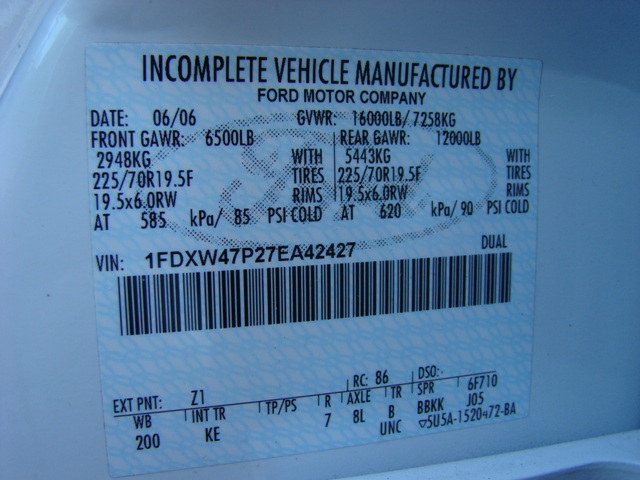 INCOMPLETE VEHICLE MANUFACTURED BY
FORD MOTOR COMPANY
DATE: 06/06 GVWR: 16000LB/ 7258KG
FRONT GAWR: 6500LB REAR GAWR: 12000LB
2948KG WITH 5443KG WITH
225/70R19.5F TIRES 225/70R19.5F TIRES
19.5x6.0RW RIMS 19.5x6.0RW RIMS
AT 585 kPa/ 85 PSI COLD AT 620 kPa/ 90 PSI COLD
VIN: 1FDXW47P27EA42427 DUAL
RC: 86 DSO:
EXT PNT: Z1 6F710
WB INT TR TP/PS R AXLE TR SPR J05
200 KE 7 8L B BBKK
UNC 5U5A-1520472-BA